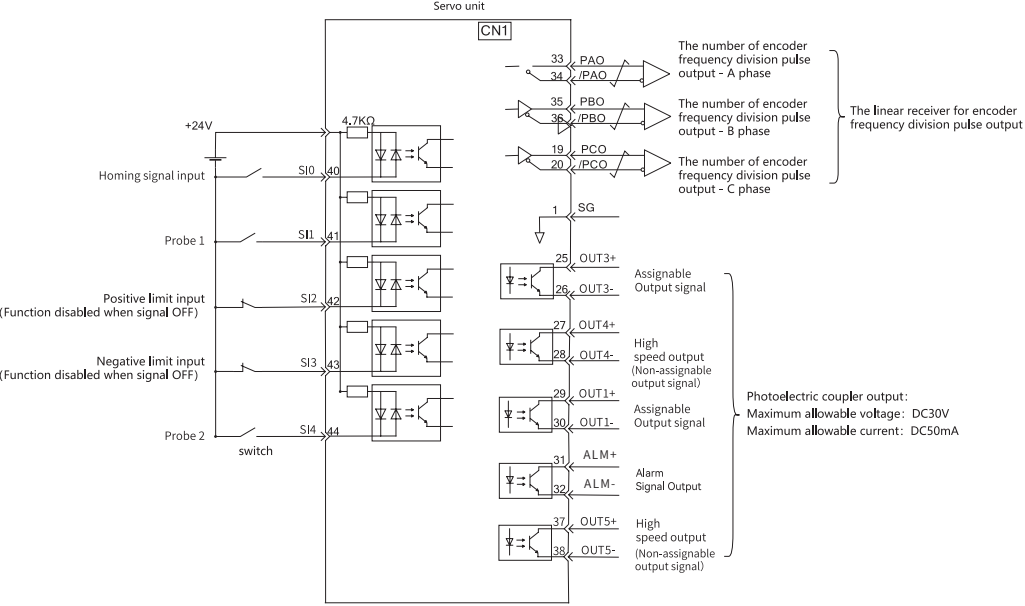 Servo unit
CN1
33 PAO
34 /PAO
The number of encoder
frequency division pulse
output - A phase
35 PBO
36 /PBO
The number of encoder
frequency division pulse
output - B phase
19 PCO
20 /PCO
The number of encoder
frequency division pulse
output - C phase
The linear receiver for encoder
frequency division pulse output
1 SG
+24V
4.7KΩ
Homing signal input
SI0 40
Probe 1
SI1 41
Positive limit input
(Function disabled when signal OFF)
SI2 42
Negative limit input
(Function disabled when signal OFF)
SI3 43
Probe 2
SI4 44
switch
25 OUT3+
26 OUT3-
Assignable
Output signal
27 OUT4+
28 OUT4-
High
speed output
(Non-assignable
output signal)
29 OUT1+
30 OUT1-
Assignable
Output signal
31 ALM+
32 ALM-
Alarm
Signal Output
37 OUT5+
38 OUT5-
High
speed output
(Non-assignable
output signal)
Photoelectric coupler output:
Maximum allowable voltage: DC30V
Maximum allowable current: DC50mA